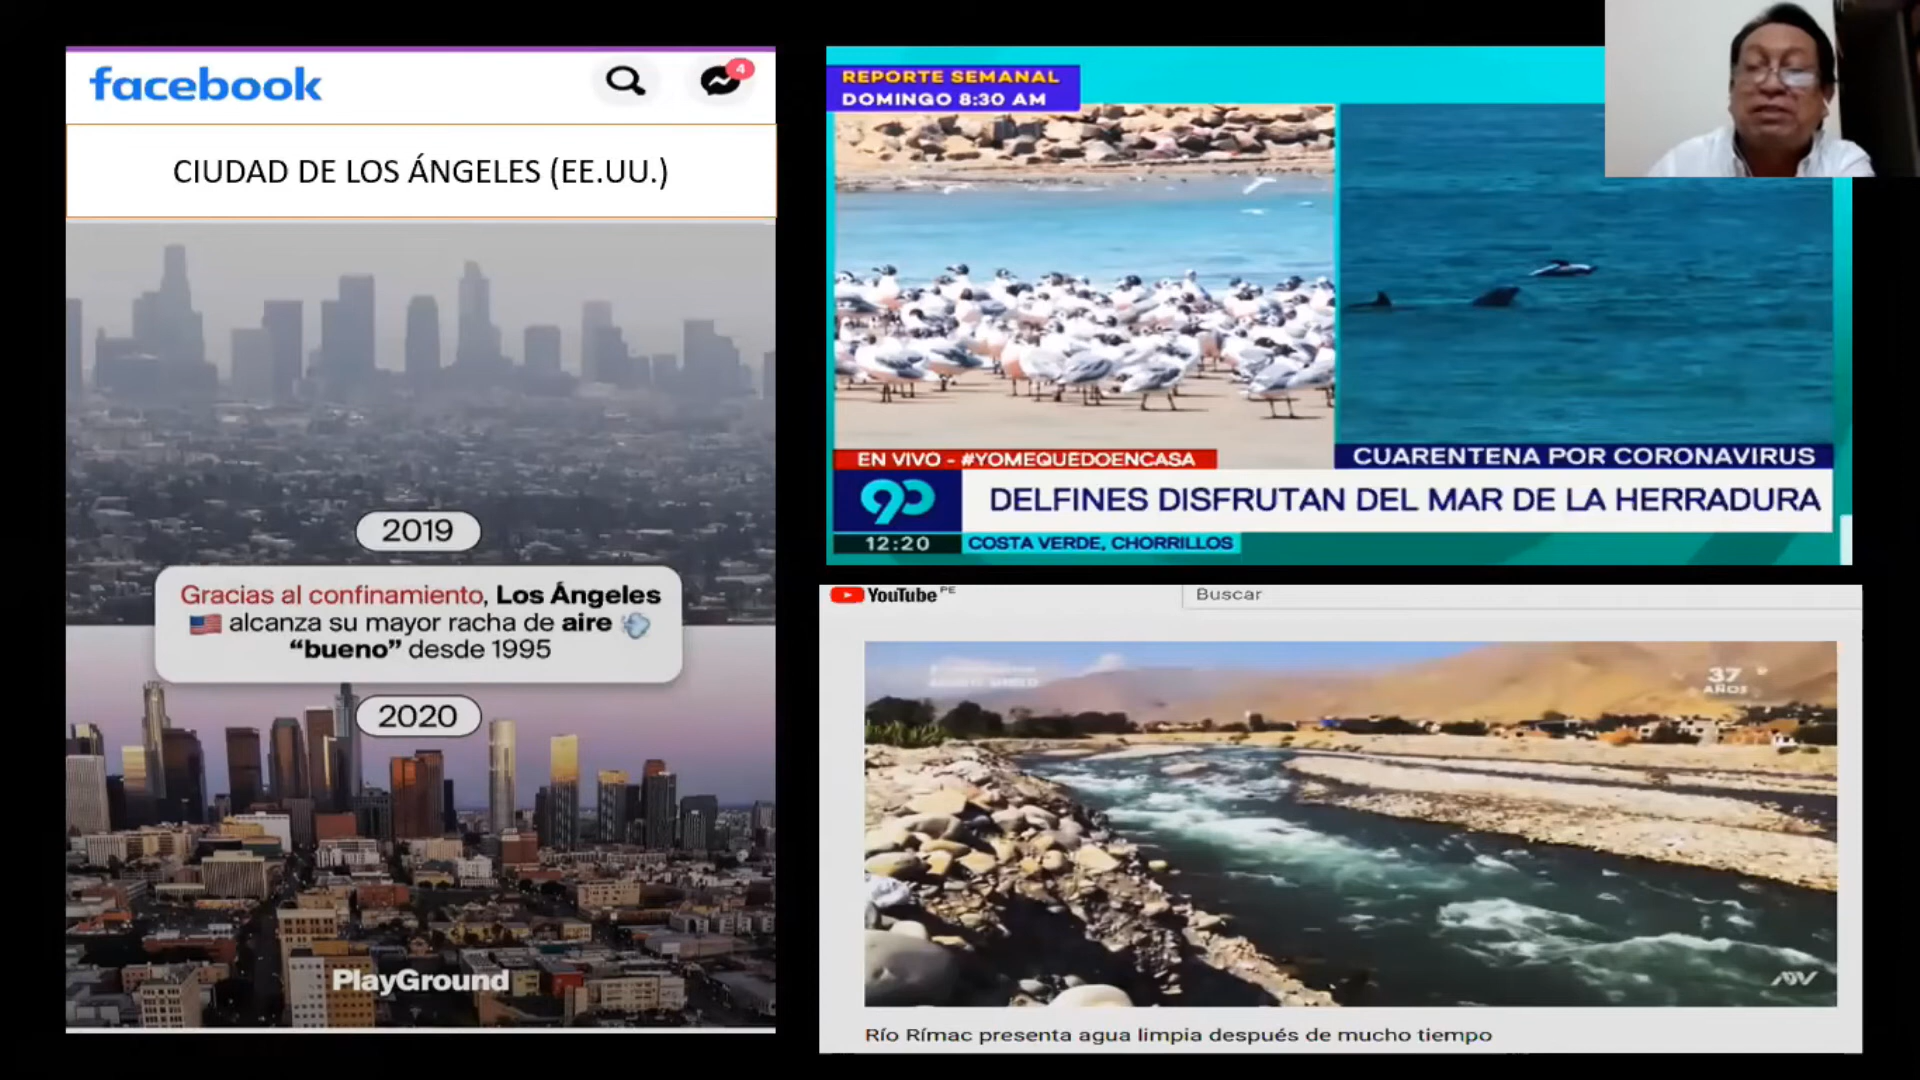 facebook
4
CIUDAD DE LOS ÁNGELES (EE.UU.)
2019
Gracias al confinamiento, Los Ángeles
alcanza su mayor racha de aire
“bueno” desde 1995
2020
PlayGround
REPORTE SEMANAL
DOMINGO 8:30 AM
EN VIVO - #YOMEQUEDOENCASA
CUARENTENA POR CORONAVIRUS
90
DELFINES DISFRUTAN DEL MAR DE LA HERRADURA
12:20
COSTA VERDE, CHORRILLOS
YouTube PE
Buscar
37
AÑOS
Río Rímac presenta agua limpia después de mucho tiempo